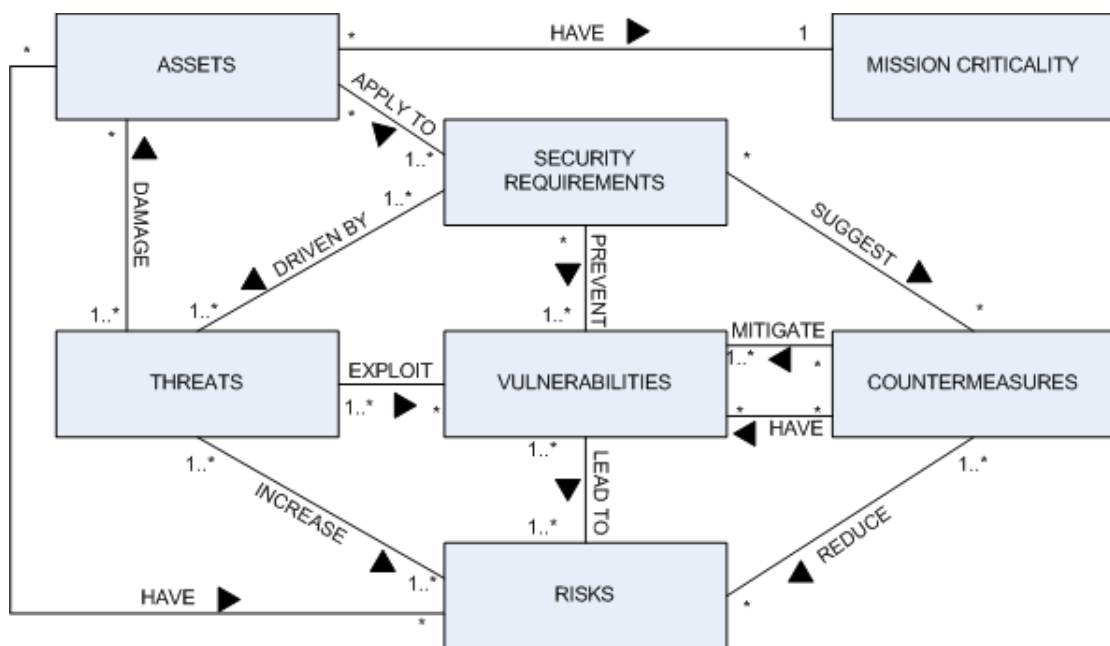 * HAVE 1
ASSETS
MISSION CRITICALITY
*
APPLY TO
*
1..*
SECURITY
REQUIREMENTS
*
*
DAMAGE
1..*
DRIVEN BY
1..*
1..*
*
PREVENT
1..*
SUGGEST
*
THREATS
EXPLOIT
1..*
*
VULNERABILITIES
MITIGATE
1..*
*
*
*
HAVE
COUNTERMEASURES
1..*
INCREASE
1..*
1..*
LEAD TO
1..*
1..*
REDUCE
*
RISKS
HAVE
*